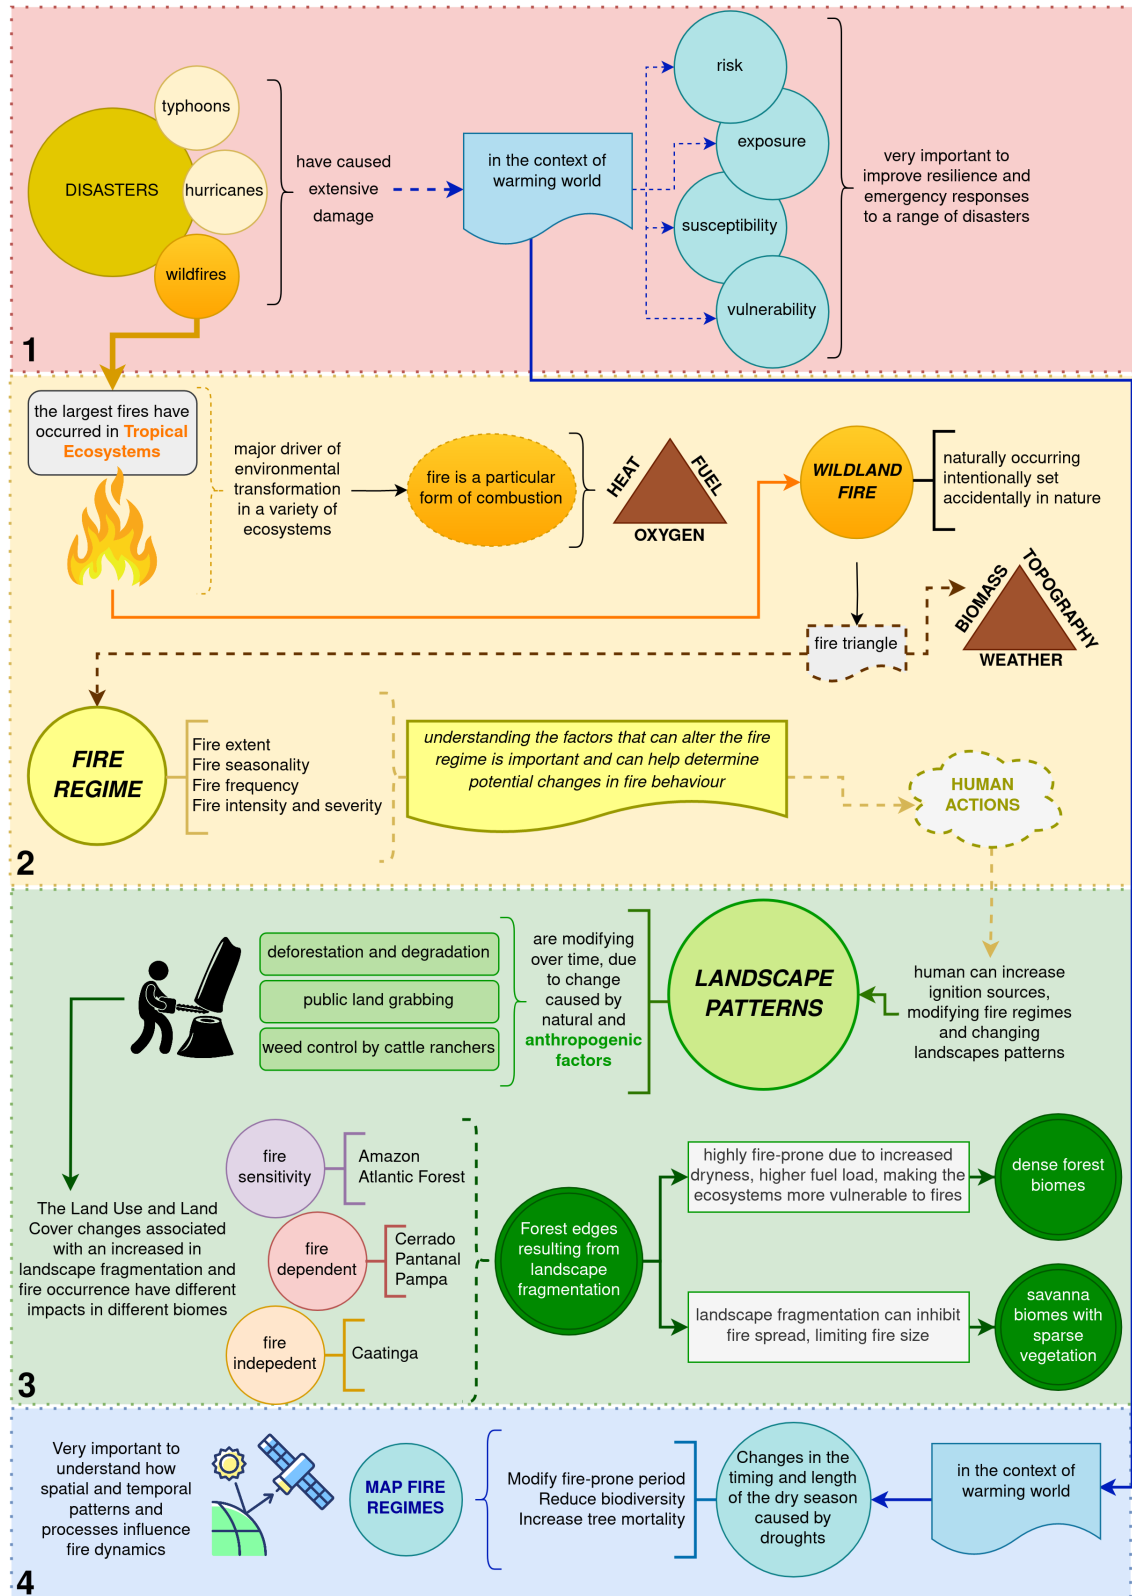 DISASTERS
typhoons
hurricanes
wildfires
have caused
extensive
damage
in the context of
warming world
risk
exposure
susceptibility
vulnerability
very important to
improve resilience and
emergency responses
to a range of disasters
1
the largest fires have
occurred in Tropical
Ecosystems
major driver of
environmental
transformation
in a variety of
ecosystems
fire is a particular
form of combustion
HEAT
FUEL
OXYGEN
WILDLAND
FIRE
naturally occurring
intentionally set
accidentally in nature
fire triangle
BIOMASS
TOPOGRAPHY
WEATHER
FIRE
REGIME
Fire extent
Fire seasonality
Fire frequency
Fire intensity and severity
understanding the factors that can alter the fire
regime is important and can help determine
potential changes in fire behaviour
HUMAN
ACTIONS
2
human can increase
ignition sources,
modifying fire regimes
and changing
landscapes patterns
LANDSCAPE
PATTERNS
are modifying
over time, due
to change
caused by
natural and
anthropogenic
factors
deforestation and degradation
public land grabbing
weed control by cattle ranchers
The Land Use and Land
Cover changes associated
with an increased in
landscape fragmentation and
fire occurrence have different
impacts in different biomes
fire
sensitivity
Amazon
Atlantic Forest
fire
dependent
Cerrado
Pantanal
Pampa
fire
indepedent
Caatinga
Forest edges
resulting from
landscape
fragmentation
highly fire-prone due to increased
dryness, higher fuel load, making the
ecosystems more vulnerable to fires
dense forest
biomes
landscape fragmentation can inhibit
fire spread, limiting fire size
savanna
biomes with
sparse
vegetation
3
in the context of
warming world
Changes in the
timing and length
of the dry season
caused by
droughts
Modify fire-prone period
Reduce biodiversity
Increase tree mortality
MAP FIRE
REGIMES
Very important to
understand how
spatial and temporal
patterns and
processes influence
fire dynamics
4